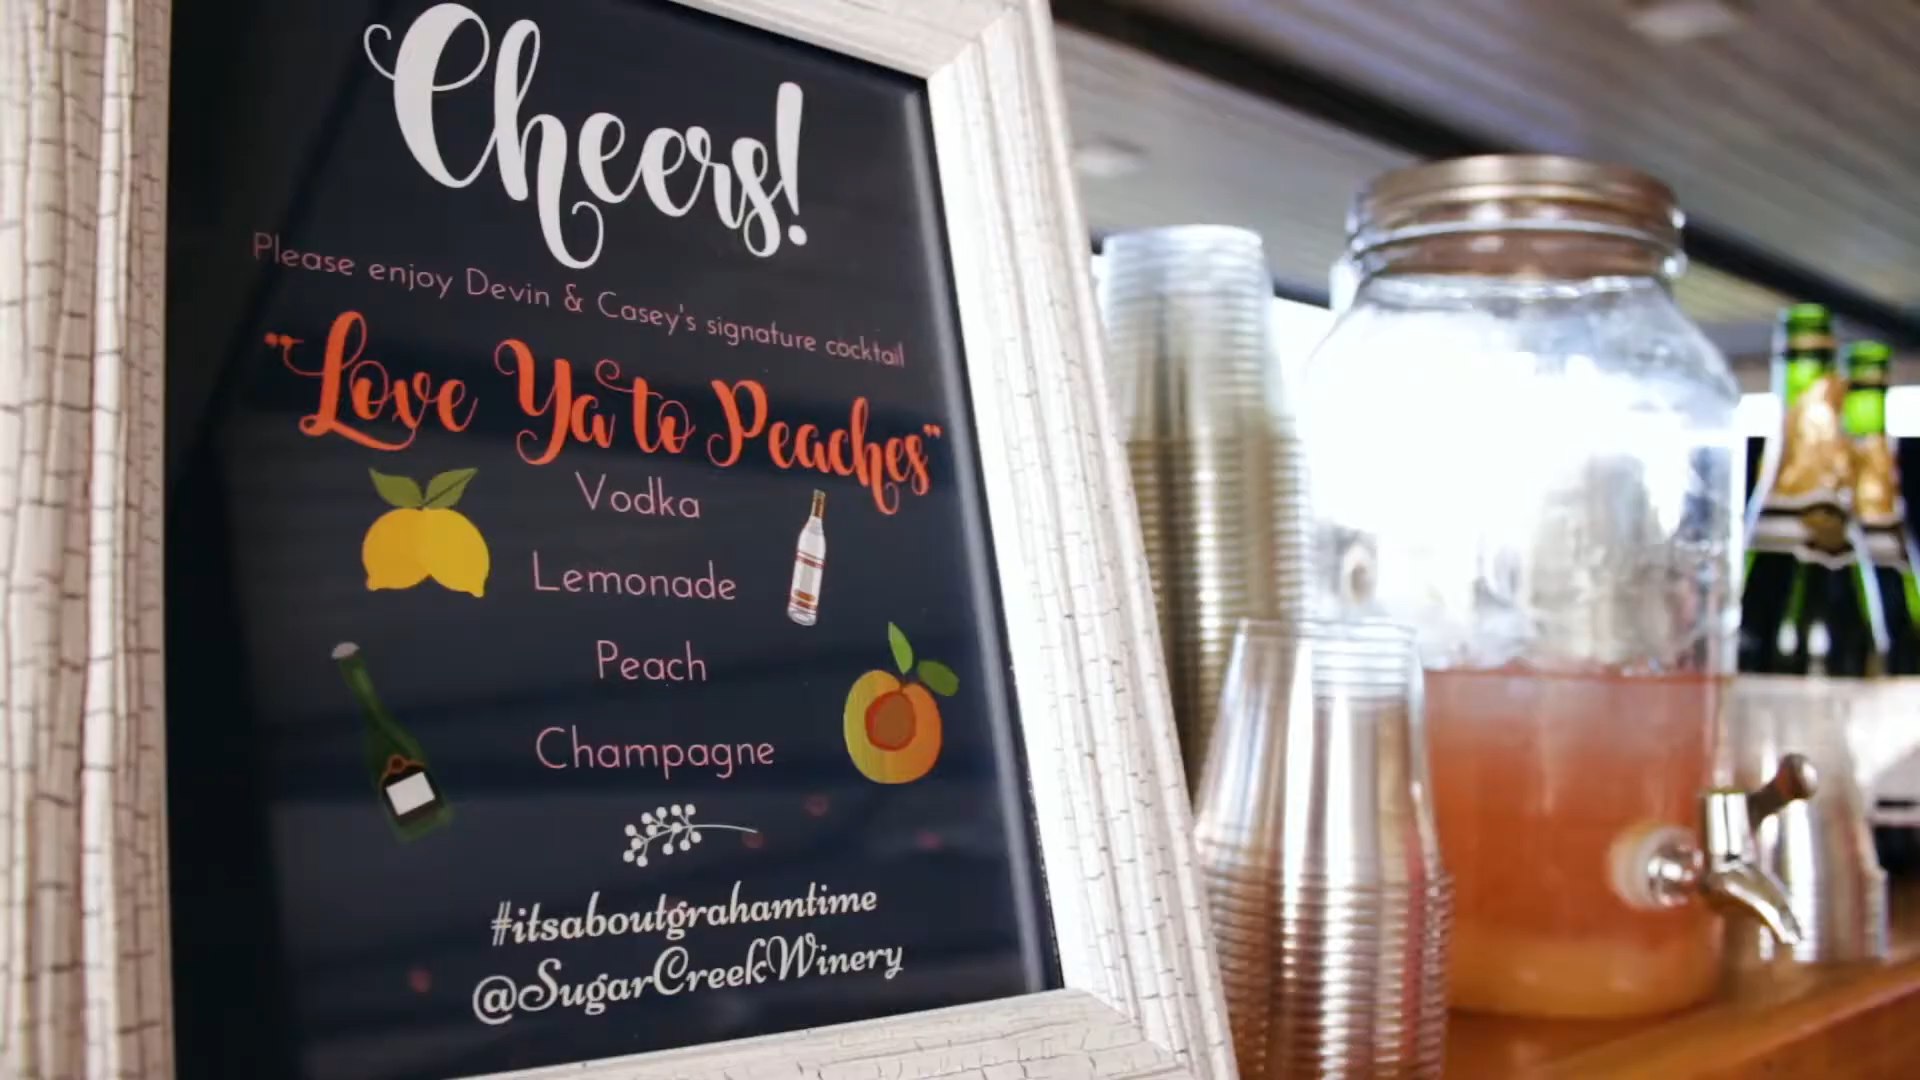 Cheers!
Please enjoy Devin & Casey's signature cocktail
"Love Ya to Peaches"
Vodka
Lemonade
Peach
Champagne
#itsaboutgrahamtime
@SugarCreekWinery